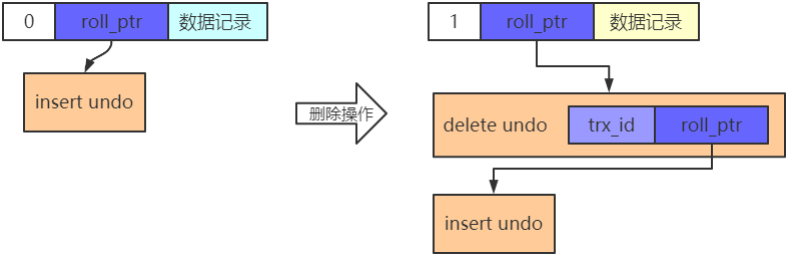 0 roll_ptr 数据记录
insert undo
删除操作
1 roll_ptr 数据记录
delete undo trx_id roll_ptr
insert undo